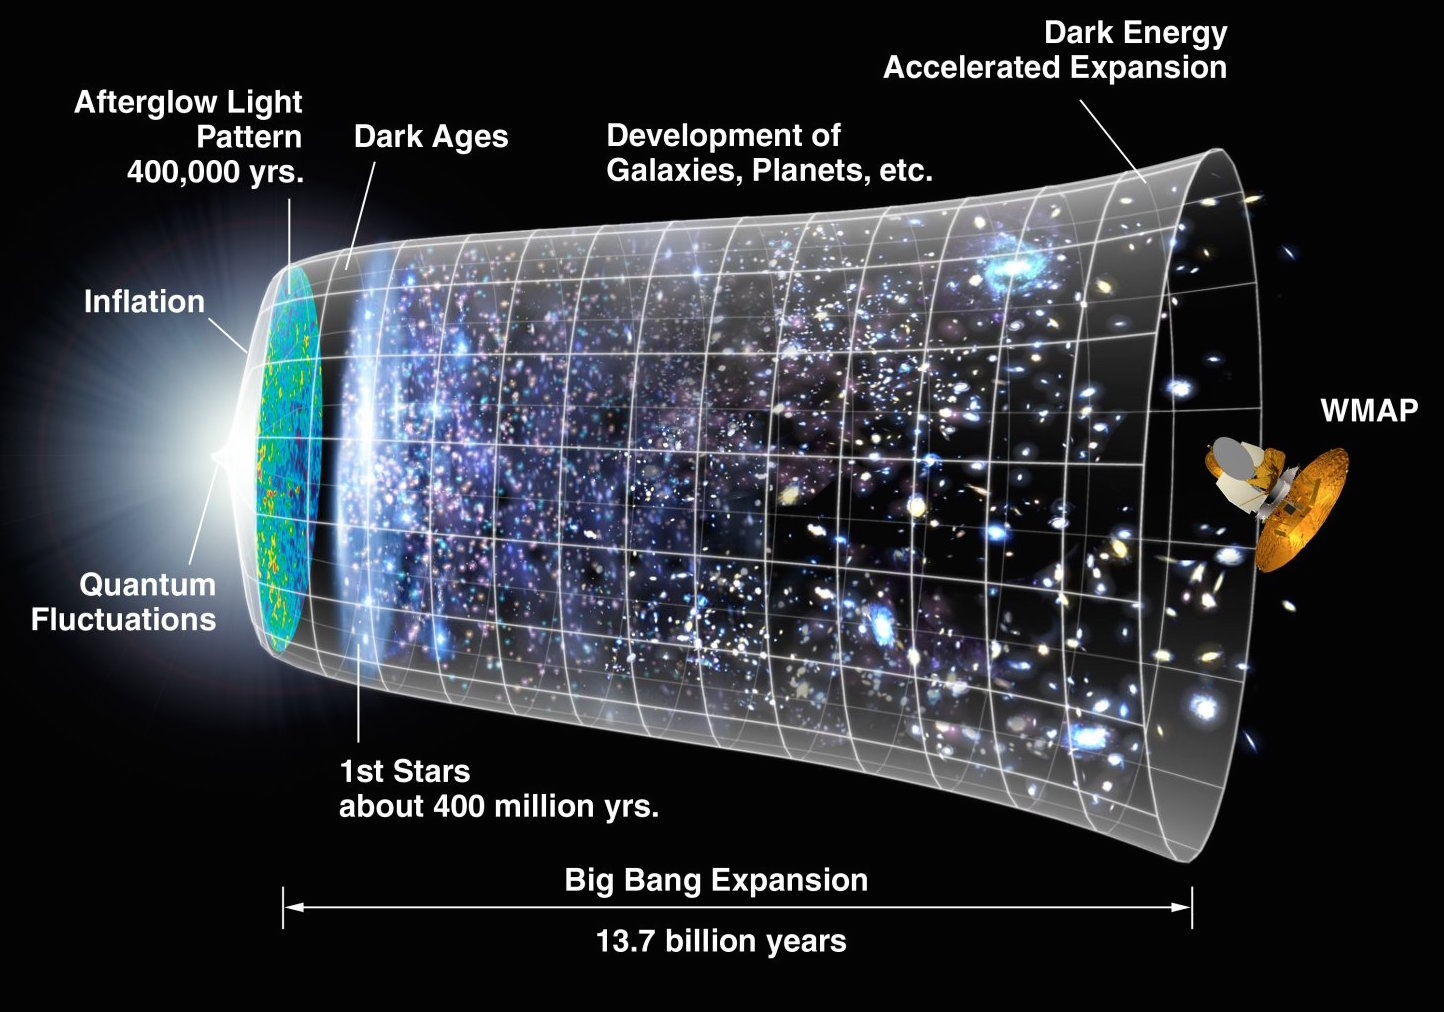 Dark Energy
Accelerated Expansion
Afterglow Light
Pattern
400,000 yrs.
Dark Ages
Development of
Galaxies, Planets, etc.
Inflation
WMAP
Quantum
Fluctuations
1st Stars
about 400 million yrs.
Big Bang Expansion
13.7 billion years